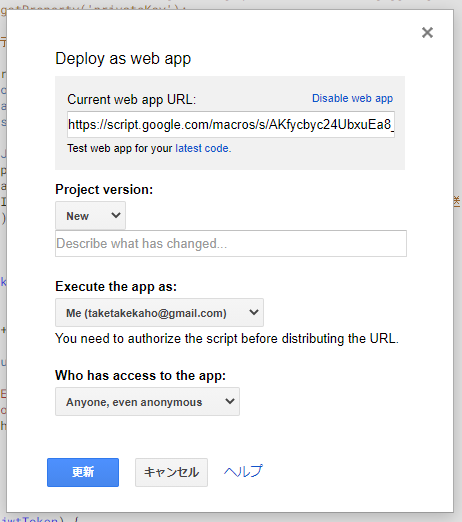 getProperty('privateKey');
Deploy as web app
Current web app URL:
Disable web app
https://script.google.com/macros/s/AKfycbyc24UbxuEa8_
Test web app for your latest code.
Project version:
New
Describe what has changed...
Execute the app as:
Me (taketakekaho@gmail.com)
You need to authorize the script before distributing the URL.
Who has access to the app:
Anyone, even anonymous
更新
キャンセル
ヘルプ
jwtToken) {